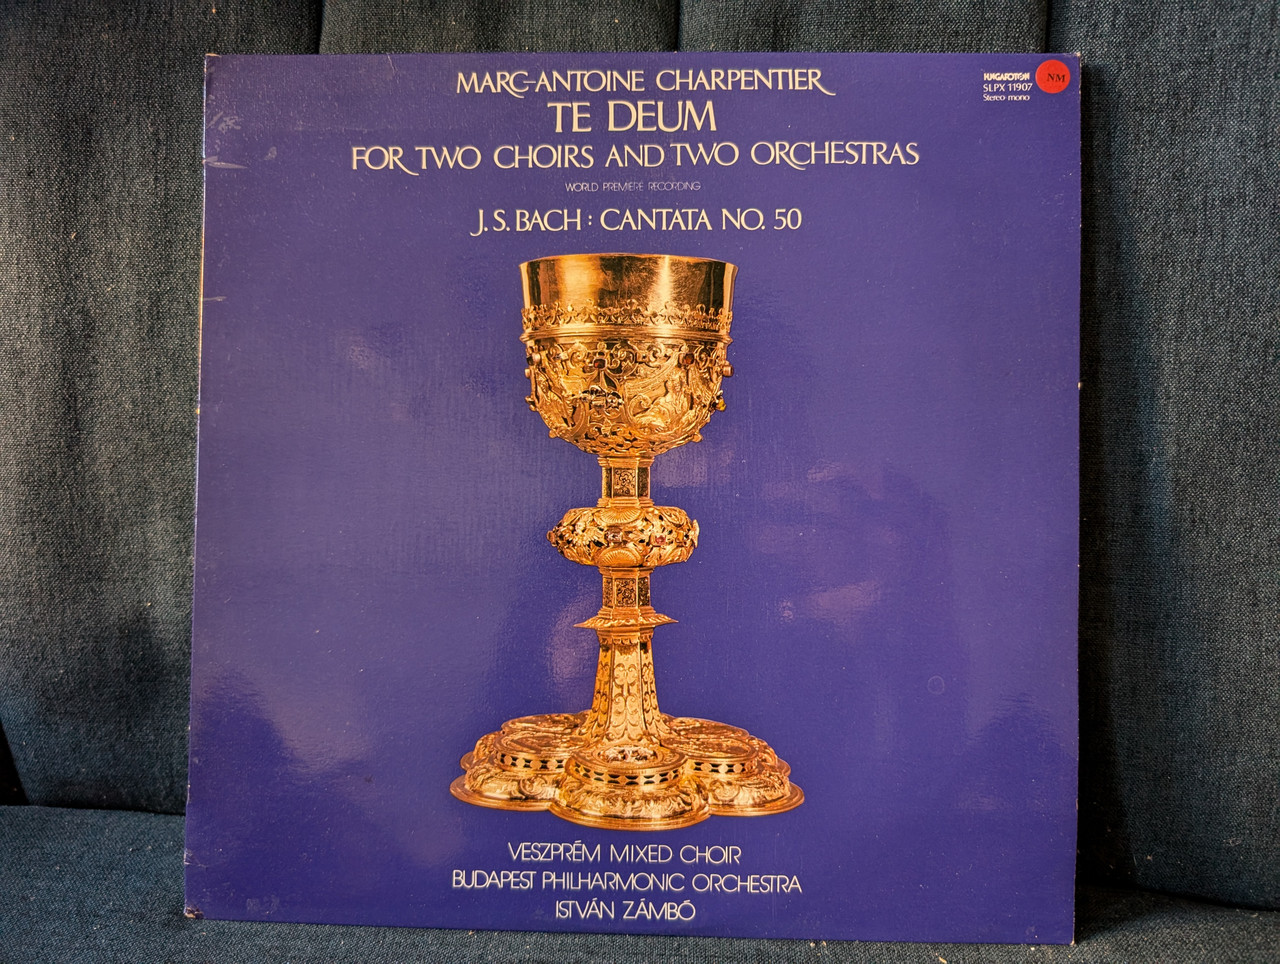 MARC-ANTOINE CHARPENTIER
TE DEUM
FOR TWO CHOIRS AND TWO ORCHESTRAS
WORLD PREMIERE RECORDING
J. S. BACH : CANTATA NO. 50
HUNGAROTON
SLPX 11907
Stereo-mono
NM
VESZPRÉM MIXED CHOIR
BUDAPEST PHILHARMONIC ORCHESTRA
ISTVÁN ZÁMBÓ